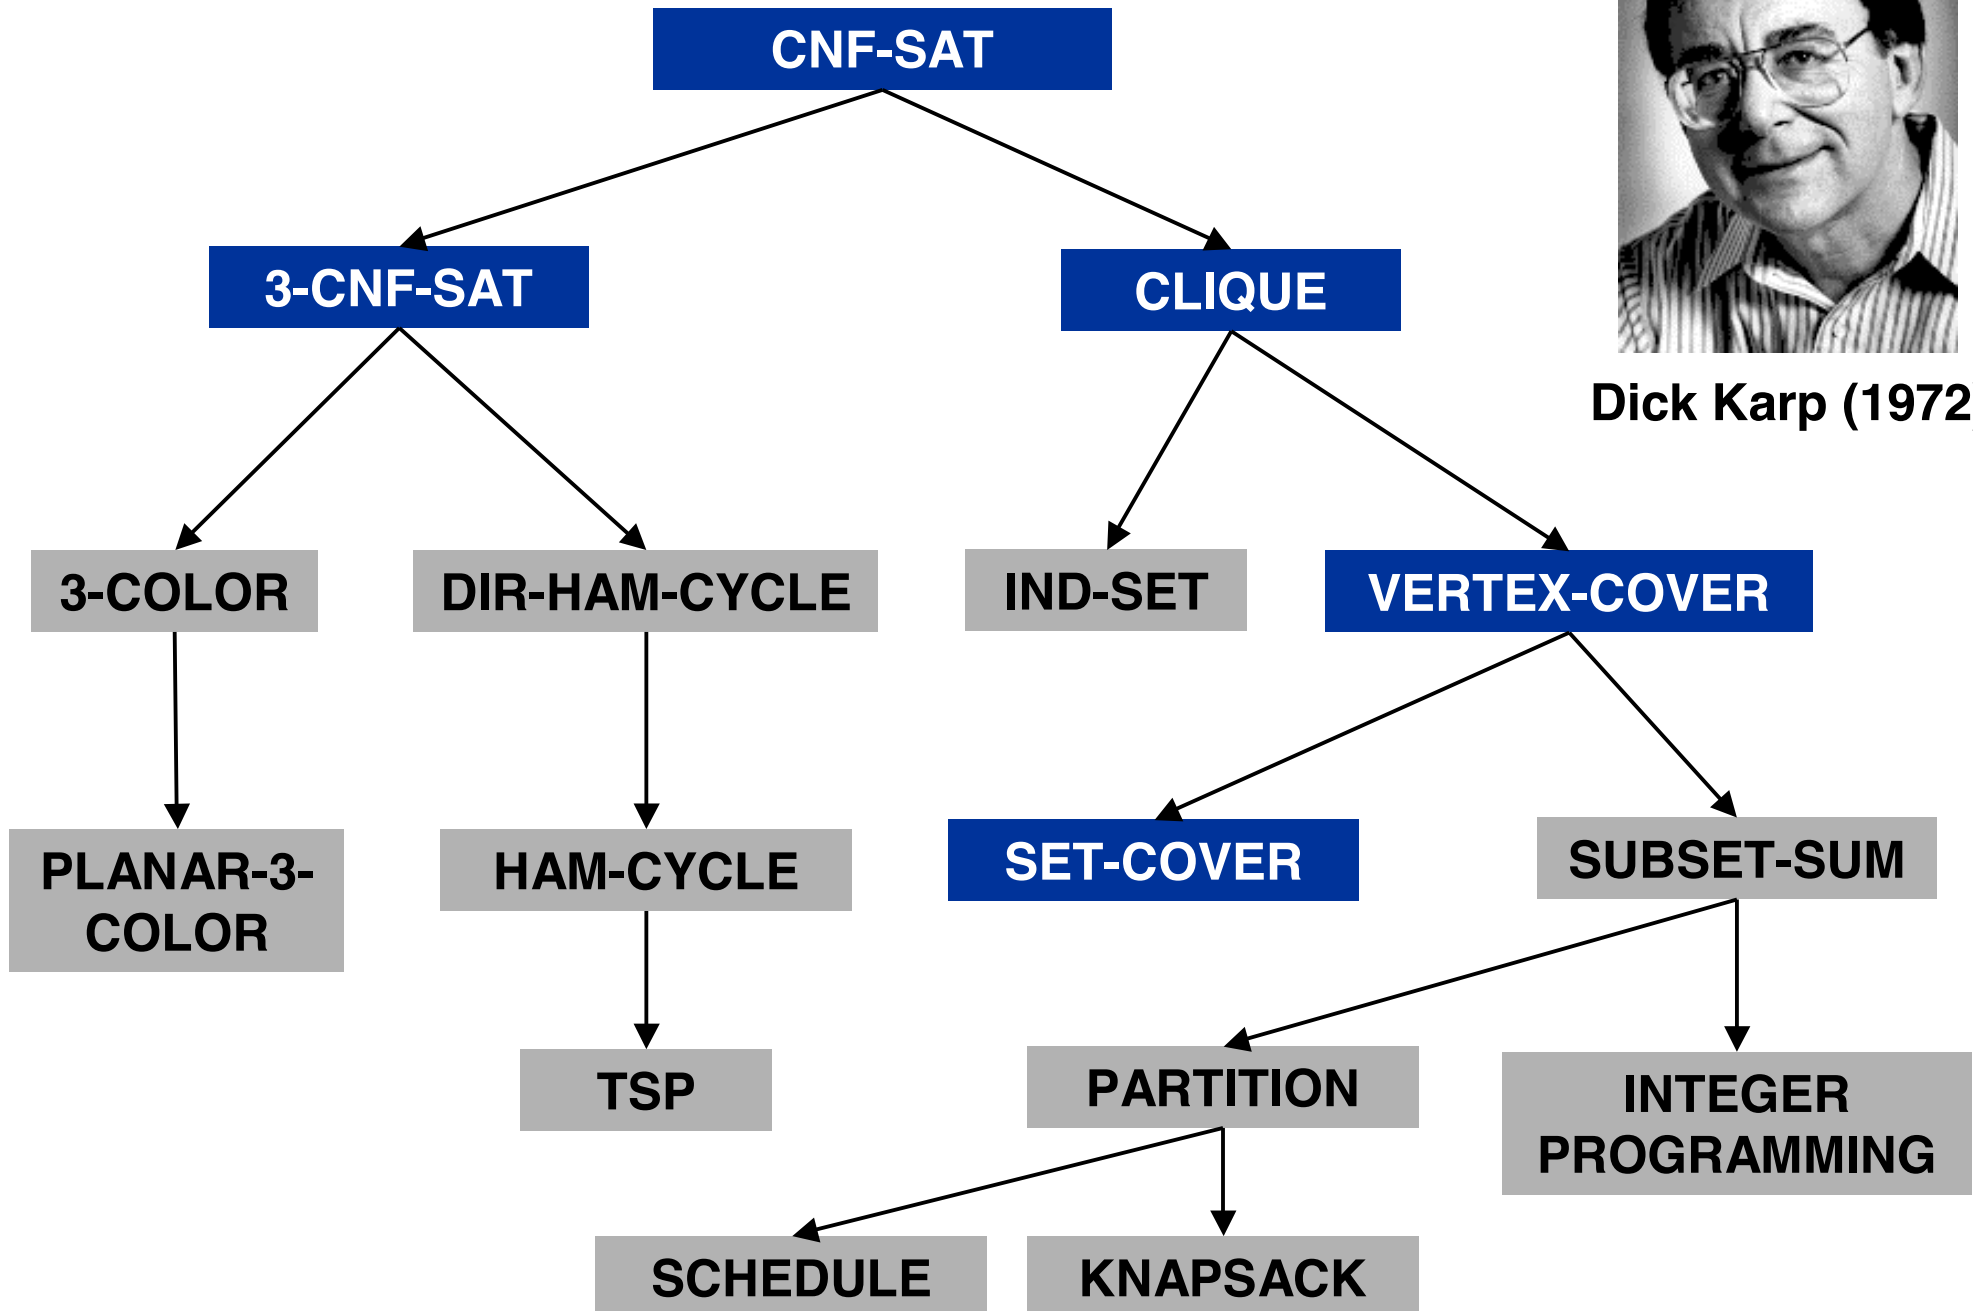 CNF-SAT
3-CNF-SAT
CLIQUE
Dick Karp (1972
3-COLOR
DIR-HAM-CYCLE
IND-SET
VERTEX-COVER
PLANAR-3-
COLOR
HAM-CYCLE
SET-COVER
SUBSET-SUM
TSP
PARTITION
INTEGER
PROGRAMMING
SCHEDULE
KNAPSACK